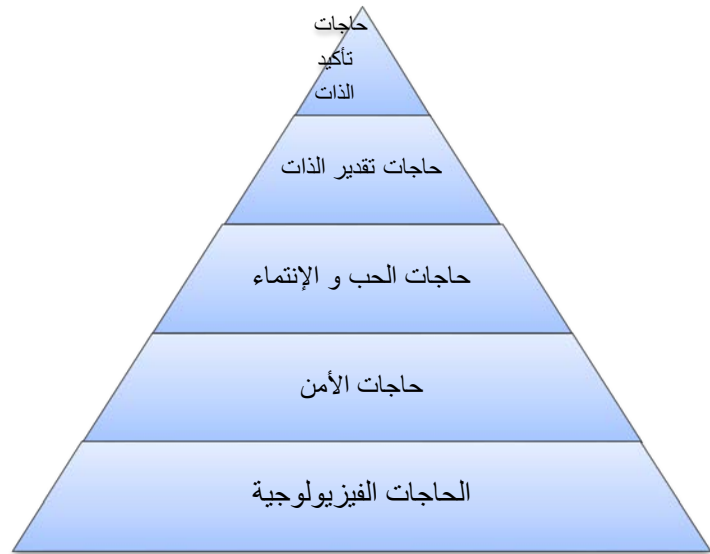 حاجات
تأكيد
الذات
حاجات تقدير الذات
حاجات الحب و الإنتماء
حاجات الأمن
الحاجات الفيزيولوجية